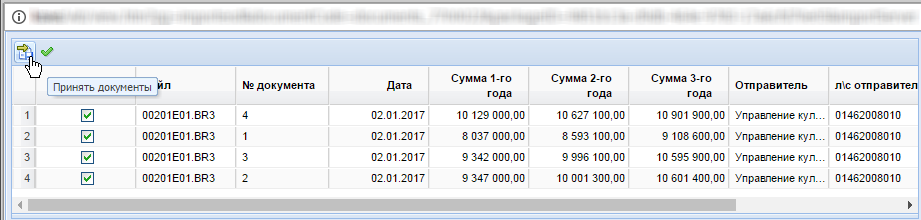 Сумма 1-го Сумма 2-го Сумма 3-го
йл № документа Дата года года года Отправитель л\с отправител
Принять документы
1 00201E01.BR3 4 02.01.2017 10 129 000,00 10 627 100,00 10 901 900,00 Управление кул... 01462008010
2 00201E01.BR3 1 02.01.2017 8 037 000,00 8 593 100,00 9 108 600,00 Управление кул... 01462008010
3 00201E01.BR3 3 02.01.2017 9 342 000,00 9 996 100,00 10 595 900,00 Управление кул... 01462008010
4 00201E01.BR3 2 02.01.2017 9 347 000,00 10 001 300,00 10 601 400,00 Управление кул... 01462008010